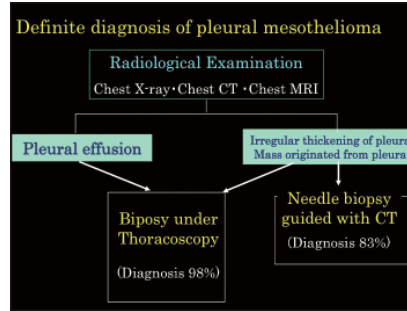 Definite diagnosis of pleural mesothelioma
Radiological Examination
Chest X-ray・Chest CT ・Chest MRI
Pleural effusion
Irregular thickening of pleura
Mass originated from pleura
Biposy under
Thoracoscopy
(Diagnosis 98%)
Needle biopsy
guided with CT
(Diagnosis 83%)